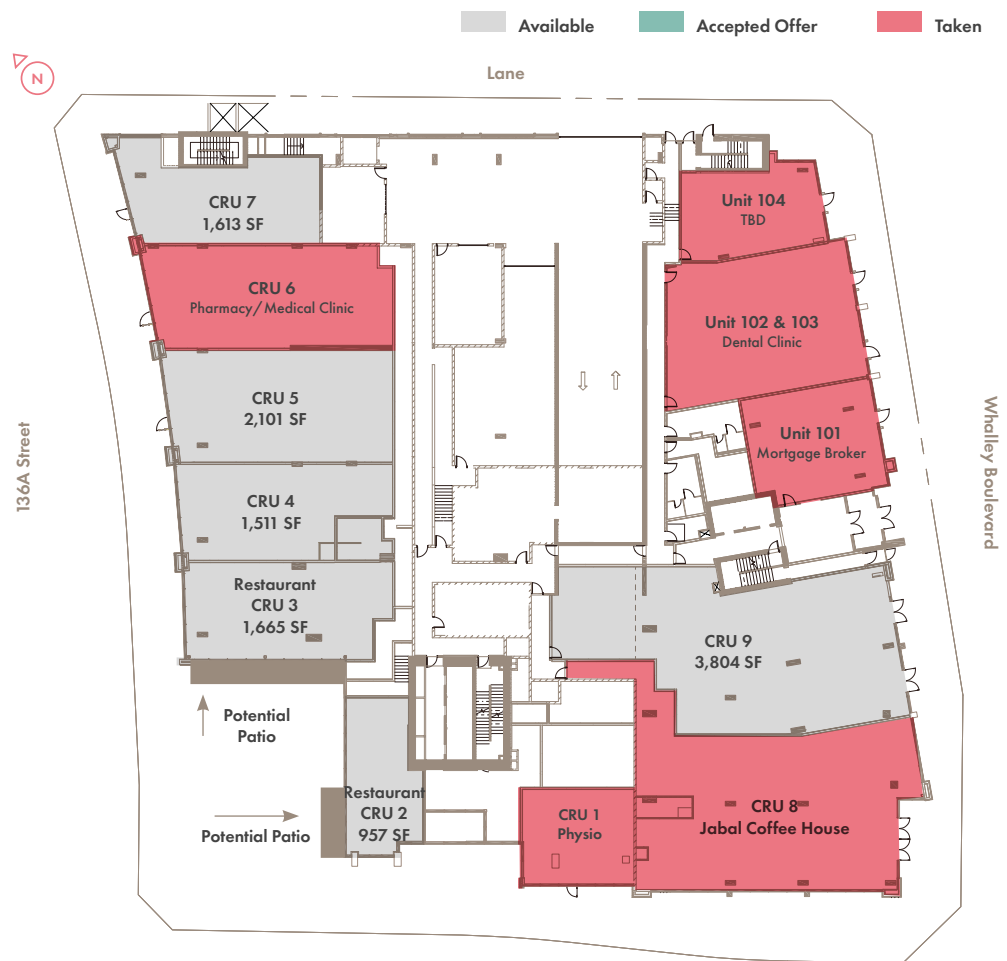 Available
Accepted Offer
Taken
N
Lane
CRU 7
1,613 SF
Unit 104
TBD
CRU 6
Pharmacy/Medical Clinic
Unit 102 & 103
Dental Clinic
CRU 5
2,101 SF
Unit 101
Mortgage Broker
136A Street
Whalley Boulevard
CRU 4
1,511 SF
Restaurant
CRU 3
1,665 SF
CRU 9
3,804 SF
Potential
Patio
Restaurant
CRU 2
957 SF
Potential Patio
CRU 1
Physio
CRU 8
Jabal Coffee House